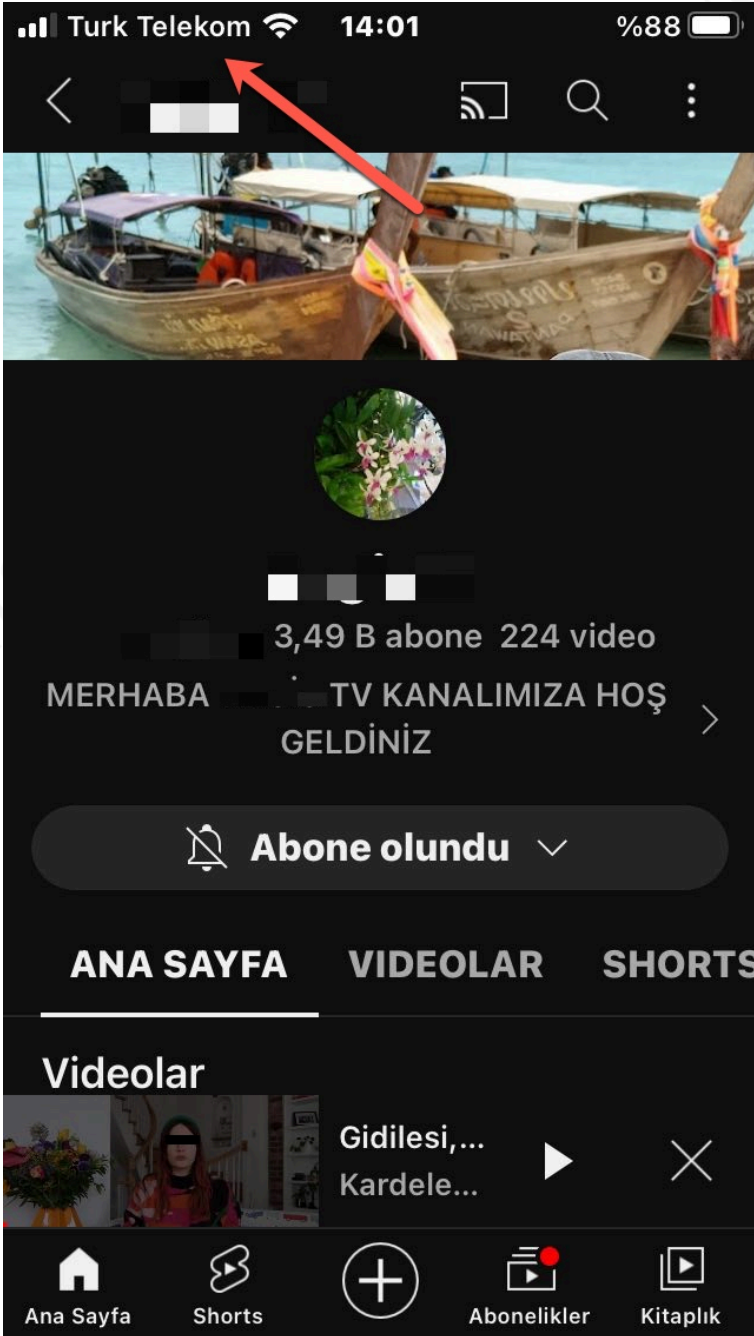 Turk Telekom 14:01 %88
3,49 B abone 224 video
MERHABA TV KANALIMIZA HOŞ
GELDİNİZ
Abone olundu
ANA SAYFA VIDEOLAR SHORTS
Videolar
Gidilesi,...
Kardele...
Ana Sayfa Shorts Abonelikler Kitaplık